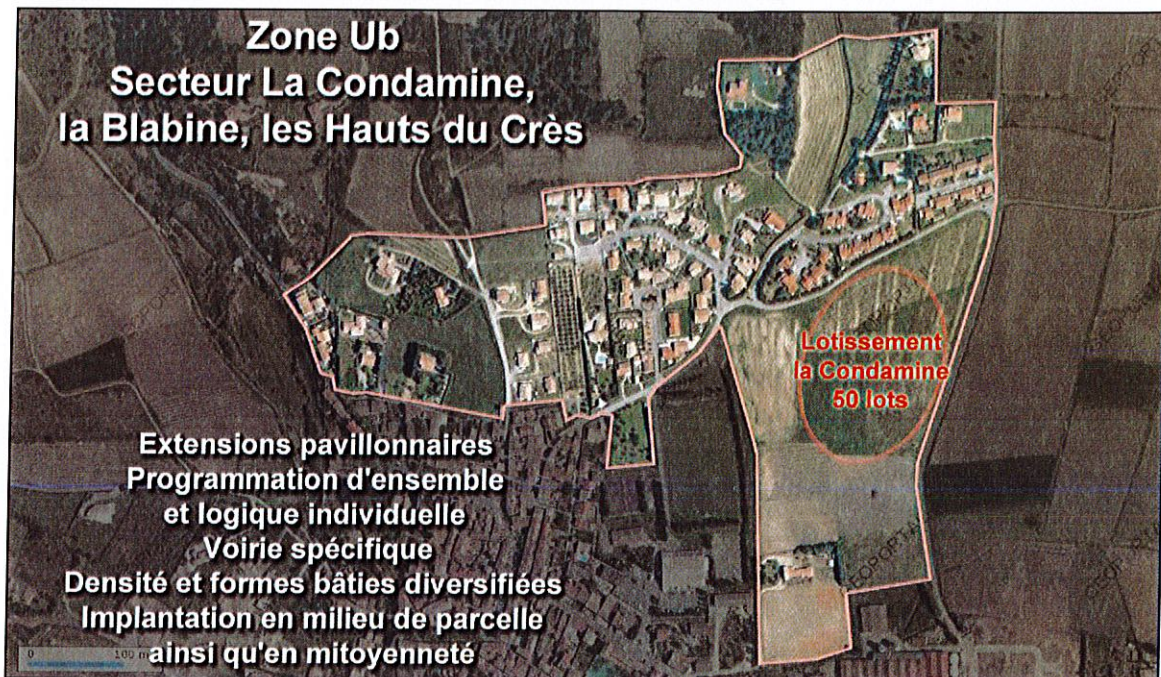 Zone Ub
Secteur La Condamine,
la Blabine, les Hauts du Crès
Lotissement
la Condamine
50 lots
Extensions pavillonnaires
Programmation d'ensemble
et logique individuelle
Voirie spécifique
Densité et formes bâties diversifiées
Implantation en milieu de parcelle
ainsi qu'en mitoyenneté
0 100 m